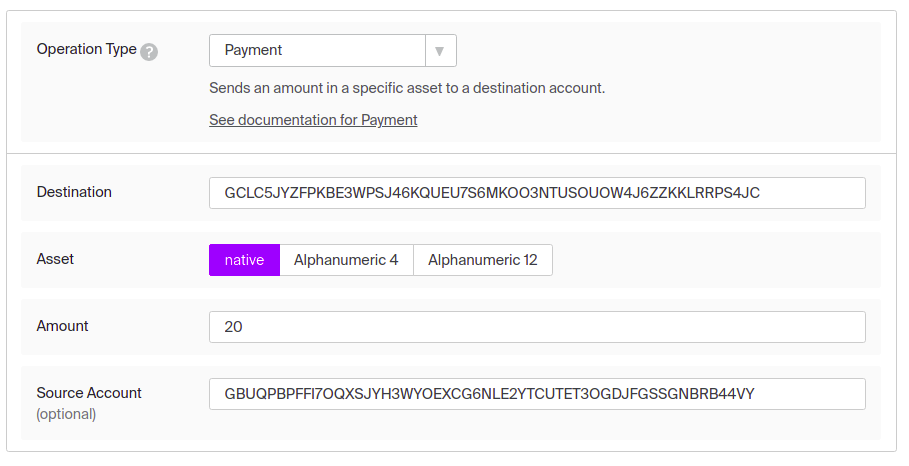 Operation Type ?
Payment ▼
Sends an amount in a specific asset to a destination account.
See documentation for Payment
Destination
GCLC5JYZFPKBE3WPSJ46KQUEU7S6MKOO3NTUSOUOW4J6ZZKKLRRPS4JC
Asset
native Alphanumeric 4 Alphanumeric 12
Amount
20
Source Account
(optional)
GBUQPBPFFI7OQXSJYH3WYOEXCG6NLE2YTCUTET3OGDJFGSSGNBRB44VY